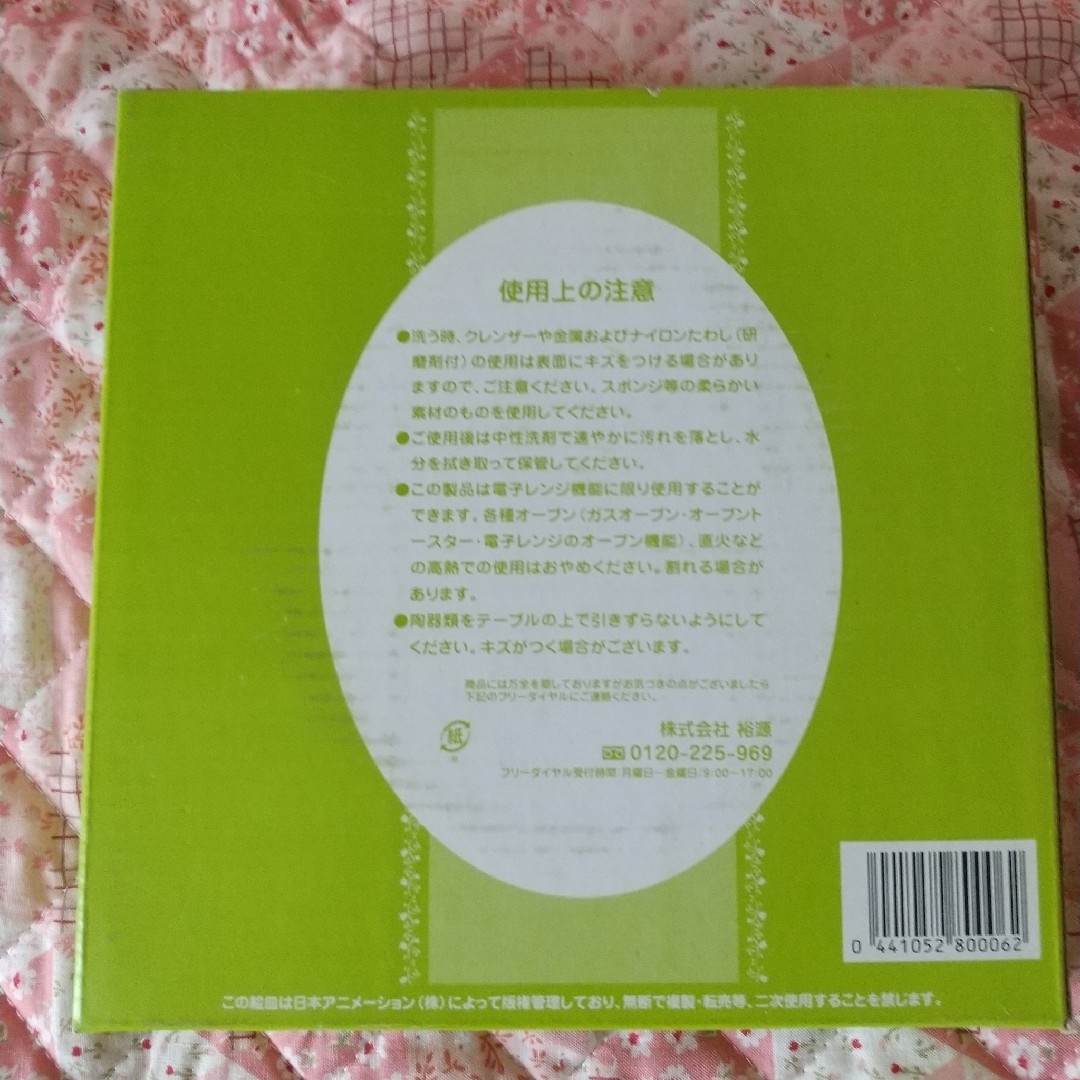 使用上の注意
●洗う時、クレンザーや金属およびナイロンたわし(研
磨剤付)の使用は表面にキズをつける場合があり
ますので、ご注意ください。スポンジ等の柔らかい
素材のものを使用してください。
●ご使用後は中性洗剤で速やかに汚れを落とし、水
分を拭き取って保管してください。
●この製品は電子レンジ機能に限り使用することが
できます。各種オーブン(ガスオーブン・オーブント
ースター・電子レンジのオーブン機能)、直火など
の高熱での使用はおやめください。割れる場合が
あります。
●陶器類をテーブルの上で引きずらないようにして
ください。キズがつく場合がございます。
商品には万全を期しておりますがお気づきの点がございましたら
下記のフリーダイヤルにご連絡ください。
紙
株式会社 裕源
0120-225-969
フリーダイヤル受付時間:月曜日~金曜日/9:00~17:00
0 441052 800062
この絵皿は日本アニメーション(株)によって版権管理しており、無断で複製・転売等、二次使用することを禁じます。